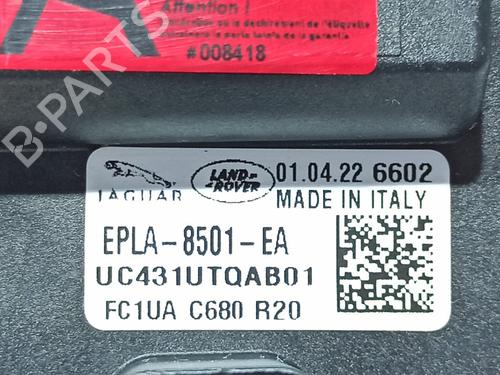 Attention !
#008418
B-PARTS
JAGUAR
LAND-
ROVER
01.04.22 6602
MADE IN ITALY
EPLA-8501-EA
UC431UTQAB01
FC1UA C680 R20